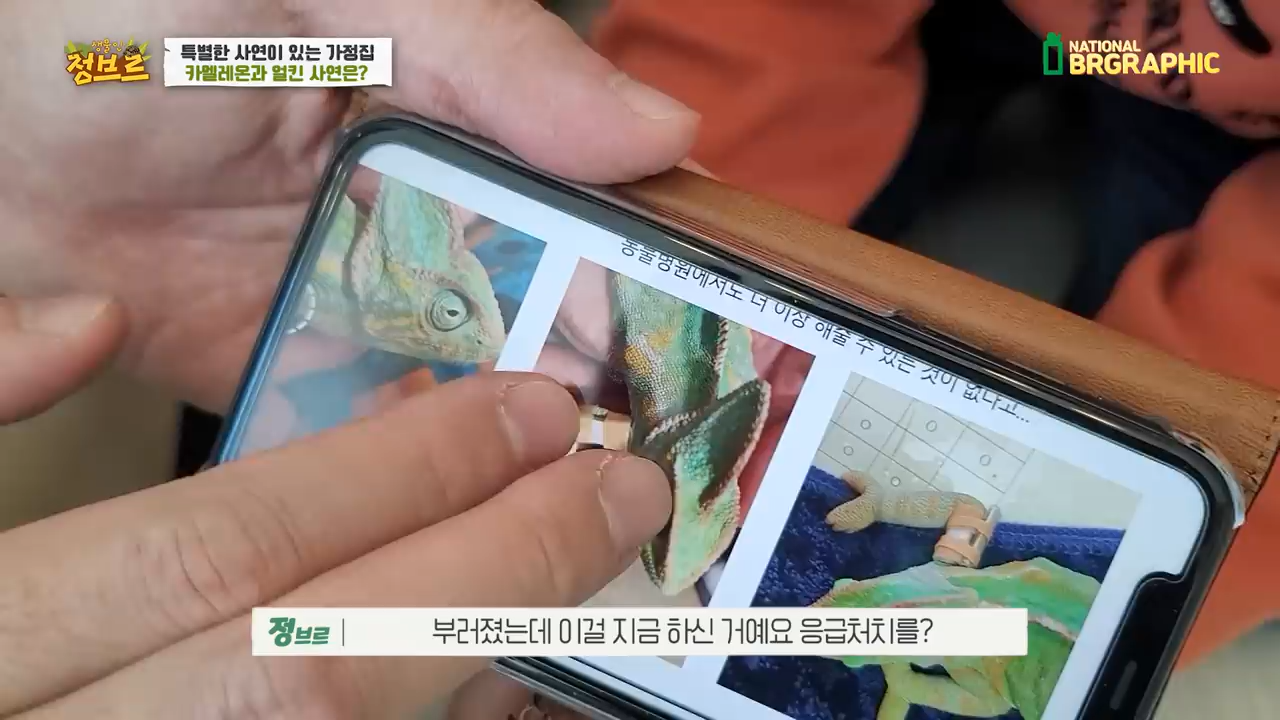 생물인
정브르
특별한 사연이 있는 가정집
카멜레온과 얽힌 사연은?
NATIONAL
BRGRAPHIC
동물병원에서도 더 이상 해줄 수 있는 것이 없다고...
정브르
부러졌는데 이걸 지금 하신 거예요 응급처치를?